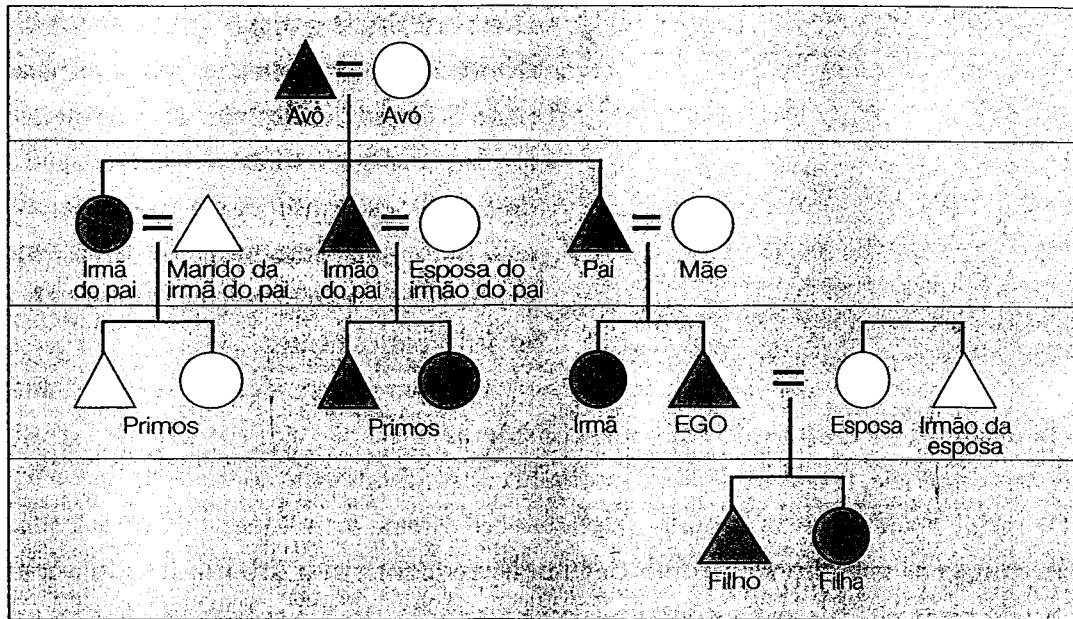 Avô
Avó
Irmã
do pai
Marido da
irmã do pai
Irmão
do pai
Esposa do
irmão do pai
Pai
Mãe
Primos
Primos
Irmã
EGO
Esposa
Irmão da
esposa
Filho
Filha